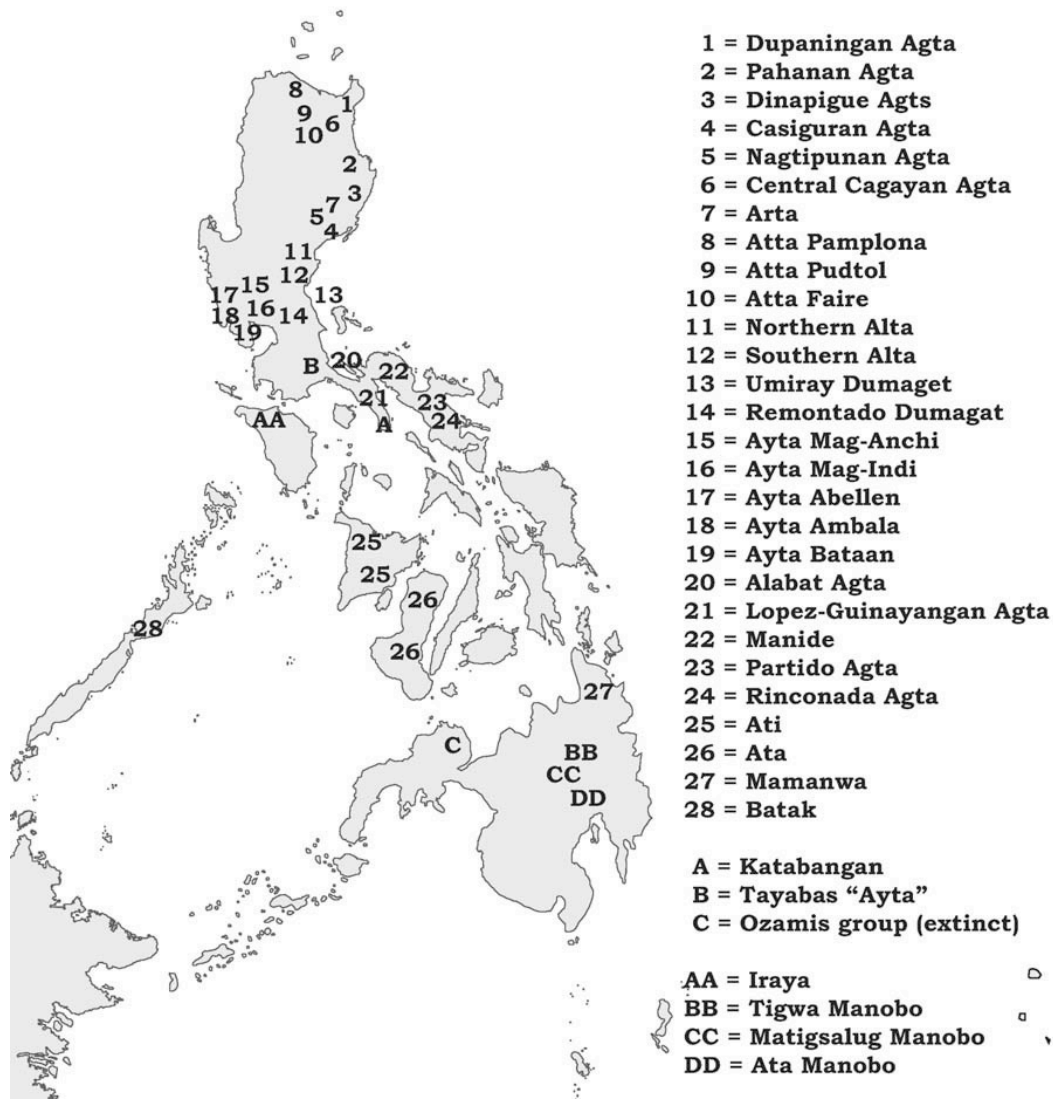 1 = Dupaningan Agta
2 = Pahanan Agta
3 = Dinapigue Agts
4 = Casiguran Agta
5 = Nagtipunan Agta
6 = Central Cagayan Agta
7 = Arta
8 = Atta Pamplona
9 = Atta Pudtol
10 = Atta Faire
11 = Northern Alta
12 = Southern Alta
13 = Umiray Dumaget
14 = Remontado Dumagat
15 = Ayta Mag-Anchi
16 = Ayta Mag-Indi
17 = Ayta Abellen
18 = Ayta Ambala
19 = Ayta Bataan
20 = Alabat Agta
21 = Lopez-Guinayangan Agta
22 = Manide
23 = Partido Agta
24 = Rinconada Agta
25 = Ati
26 = Ata
27 = Mamanwa
28 = Batak
A = Katabangan
B = Tayabas “Ayta”
C = Ozamis group (extinct)
AA = Iraya
BB = Tigwa Manobo
CC = Matigsalug Manobo
DD = Ata Manobo
8
1
9
6
10
2
3
7
5
4
11
12
15
17
13
16
18
14
19
20
B
22
21
23
AA
A
24
25
25
26
28
26
27
C
BB
CC
DD